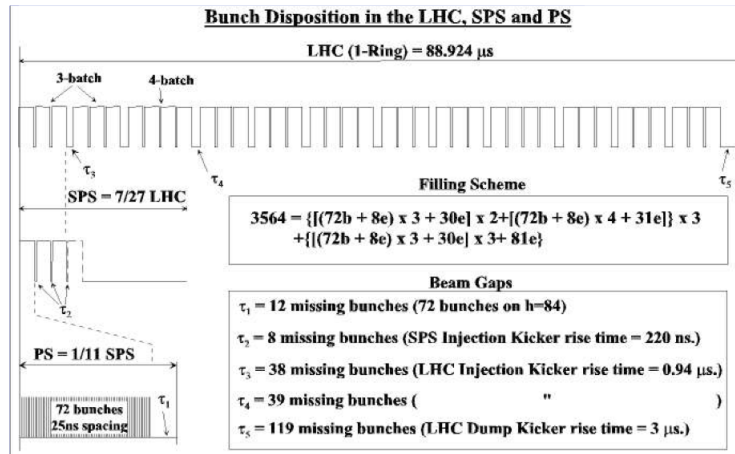 Bunch Disposition in the LHC, SPS and PS
LHC (1-Ring) = 88.924 μs
3-batch
4-batch
τ3
τ4
τ5
SPS = 7/27 LHC
τ2
PS = 1/11 SPS
τ1
72 bunches
25ns spacing
Filling Scheme
3564 = {[(72b + 8e) x 3 + 30e] x 2+[(72b + 8e) x 4 + 31e]} x 3
+{[(72b + 8e) x 3 + 30e] x 3+ 81e}
Beam Gaps
τ1 = 12 missing bunches (72 bunches on h=84)
τ2 = 8 missing bunches (SPS Injection Kicker rise time = 220 ns.)
τ3 = 38 missing bunches (LHC Injection Kicker rise time = 0.94 μs.)
τ4 = 39 missing bunches ( " )
τ5 = 119 missing bunches (LHC Dump Kicker rise time = 3 μs.)